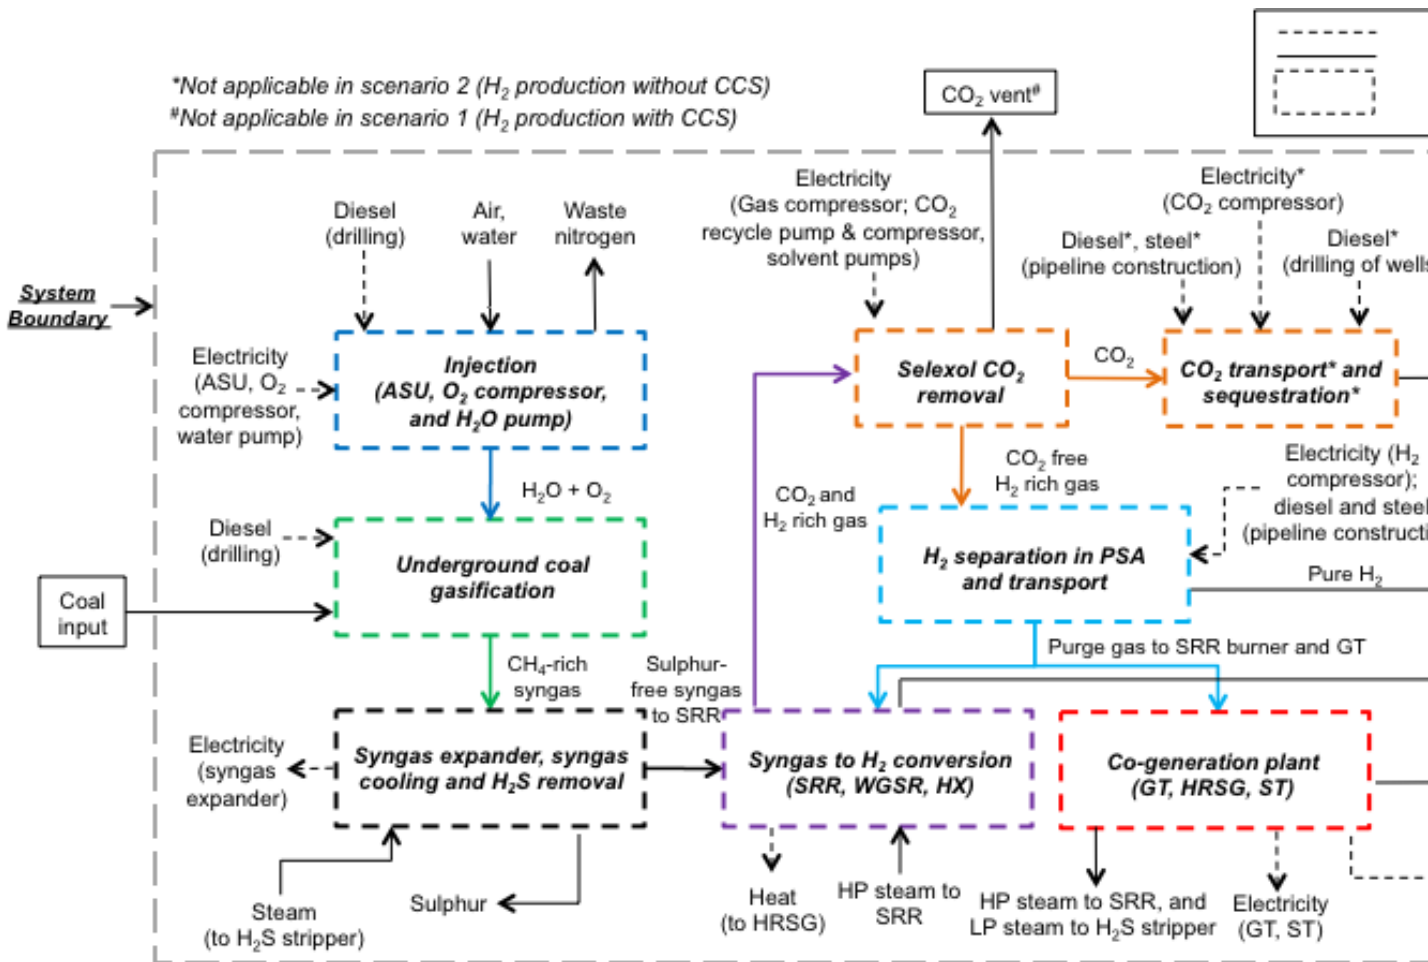 *Not applicable in scenario 2 (H₂ production without CCS)
#Not applicable in scenario 1 (H₂ production with CCS)
CO₂ vent#
System
Boundary
Diesel
(drilling)
Air,
water
Waste
nitrogen
Electricity
(Gas compressor; CO₂
recycle pump & compressor,
solvent pumps)
Electricity*
(CO₂ compressor)
Diesel*, steel*
(pipeline construction)
Diesel*
(drilling of wells
Electricity
(ASU, O₂
compressor,
water pump)
Injection
(ASU, O₂ compressor,
and H₂O pump)
Selexol CO₂
removal
CO₂
CO₂ transport* and
sequestration*
H₂O + O₂
CO₂ and
H₂ rich gas
CO₂ free
H₂ rich gas
Electricity (H₂
compressor);
diesel and steel
(pipeline constructi
Diesel
(drilling)
Underground coal
gasification
H₂ separation in PSA
and transport
Pure H₂
Coal
input
CH₄-rich
syngas
Sulphur-
free syngas
to SRR
Purge gas to SRR burner and GT
Electricity
(syngas
expander)
Syngas expander, syngas
cooling and H₂S removal
Syngas to H₂ conversion
(SRR, WGSR, HX)
Co-generation plant
(GT, HRSG, ST)
Steam
(to H₂S stripper)
Sulphur
Heat
(to HRSG)
HP steam to
SRR
HP steam to SRR, and
LP steam to H₂S stripper
Electricity
(GT, ST)